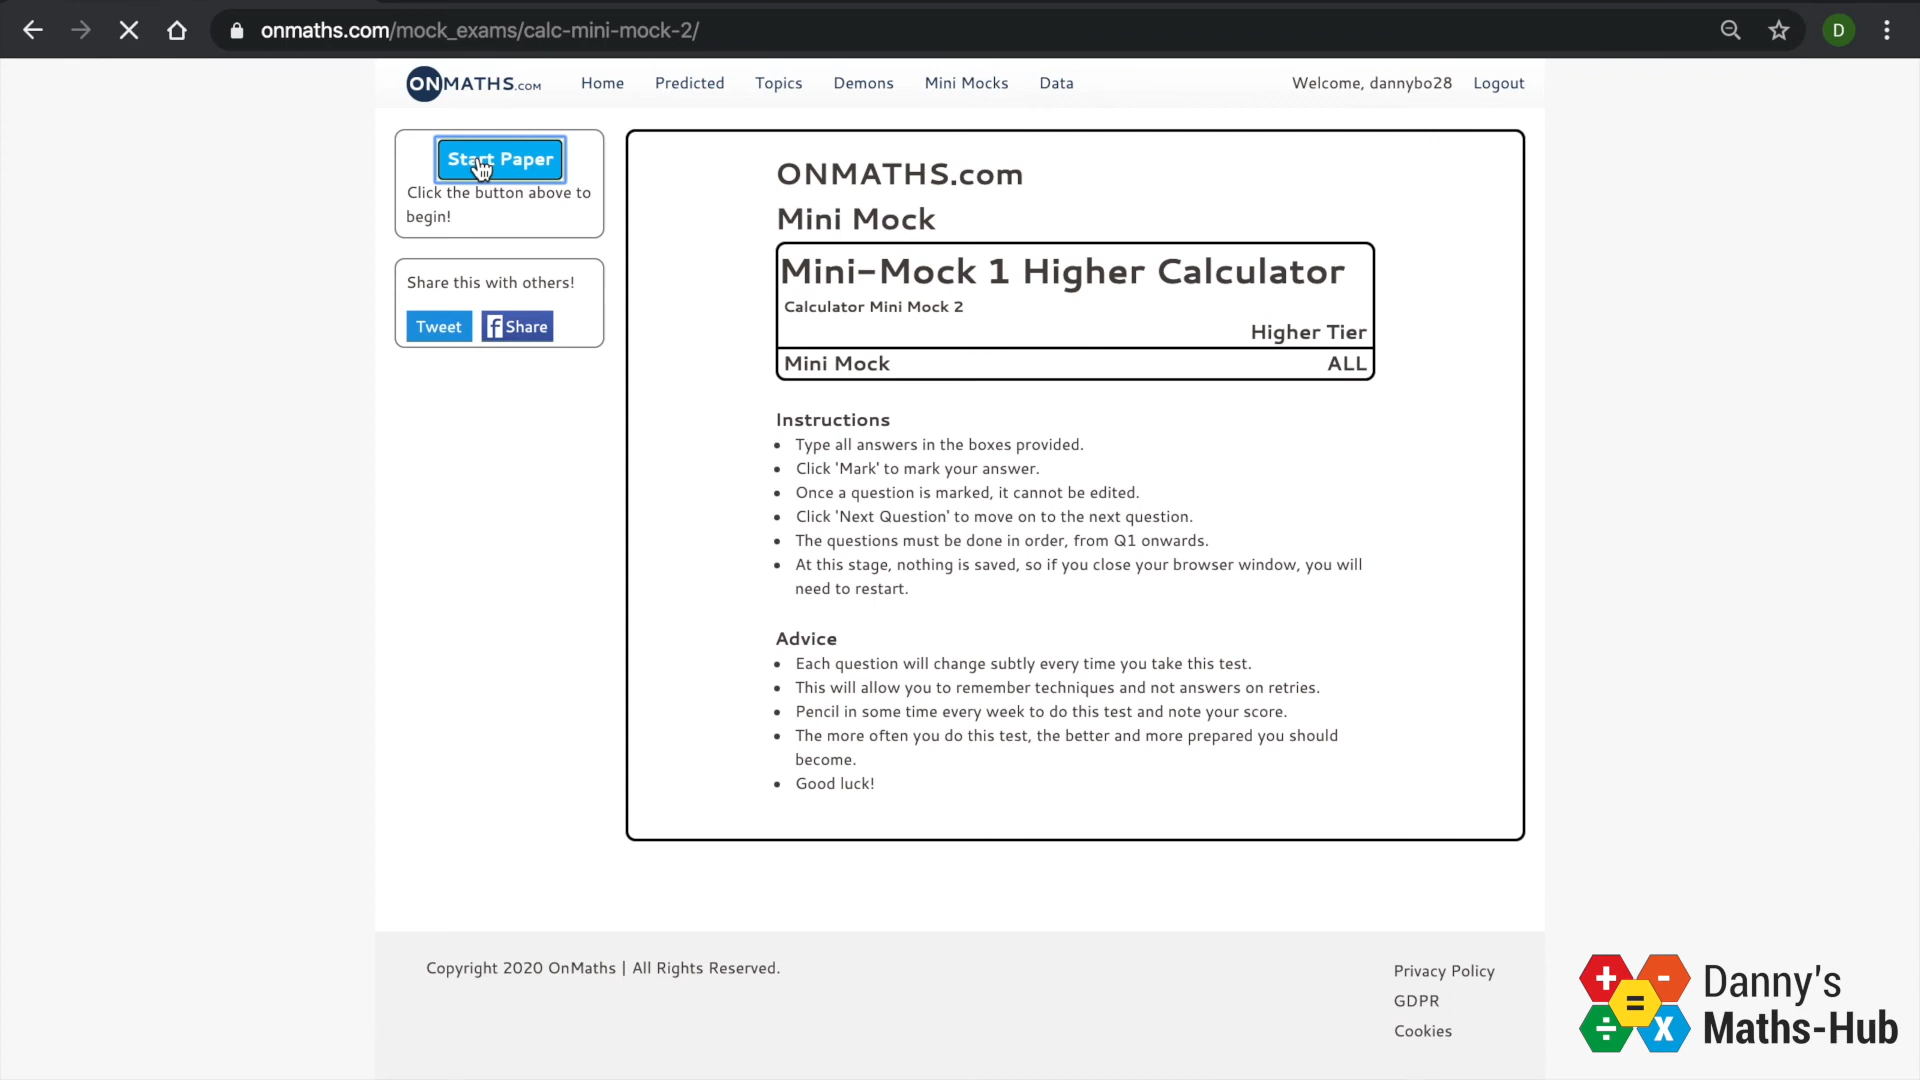 onmaths.com/mock_exams/calc-mini-mock-2/
D
ONMATHS.COM
Home
Predicted
Topics
Demons
Mini Mocks
Data
Welcome, dannybo28
Logout
Start Paper
Click the button above to
begin!
Share this with others!
Tweet
f Share
ONMATHS.com
Mini Mock
Mini-Mock 1 Higher Calculator
Calculator Mini Mock 2
Higher Tier
Mini Mock
ALL
Instructions
• Type all answers in the boxes provided.
• Click 'Mark' to mark your answer.
• Once a question is marked, it cannot be edited.
• Click 'Next Question' to move on to the next question.
• The questions must be done in order, from Q1 onwards.
• At this stage, nothing is saved, so if you close your browser window, you will
need to restart.
Advice
• Each question will change subtly every time you take this test.
• This will allow you to remember techniques and not answers on retries.
• Pencil in some time every week to do this test and note your score.
• The more often you do this test, the better and more prepared you should
become.
• Good luck!
Copyright 2020 OnMaths | All Rights Reserved.
Privacy Policy
GDPR
Cookies
+ - = ÷ x
Danny's
Maths-Hub